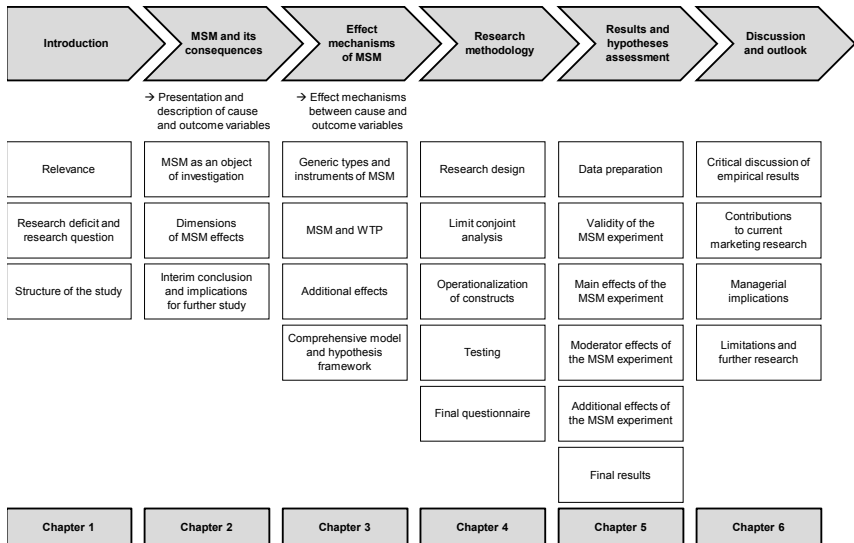 Introduction
MSM and its
consequences
Effect
mechanisms
of MSM
Research
methodology
Results and
hypotheses
assessment
Discussion
and outlook
→ Presentation and
description of cause
and outcome variables
→ Effect mechanisms
between cause and
outcome variables
Relevance
Research deficit and
research question
Structure of the study
MSM as an object
of investigation
Dimensions
of MSM effects
Interim conclusion
and implications
for further study
Generic types and
instruments of MSM
MSM and WTP
Additional effects
Comprehensive model
and hypothesis
framework
Research design
Limit conjoint
analysis
Operationalization
of constructs
Testing
Final questionnaire
Data preparation
Validity of the
MSM experiment
Main effects of the
MSM experiment
Moderator effects of
the MSM experiment
Additional effects of
the MSM experiment
Final results
Critical discussion of
empirical results
Contributions
to current
marketing research
Managerial
implications
Limitations and
further research
Chapter 1
Chapter 2
Chapter 3
Chapter 4
Chapter 5
Chapter 6